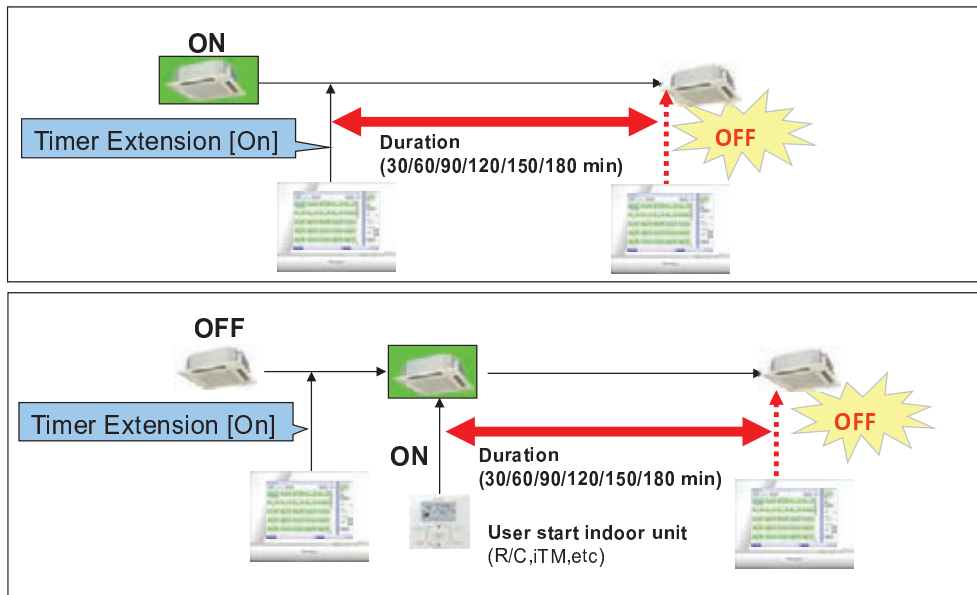 ON
Timer Extension [On]
Duration
(30/60/90/120/150/180 min)
OFF
OFF
Timer Extension [On]
ON
Duration
(30/60/90/120/150/180 min)
OFF
User start indoor unit
(R/C,iTM,etc)